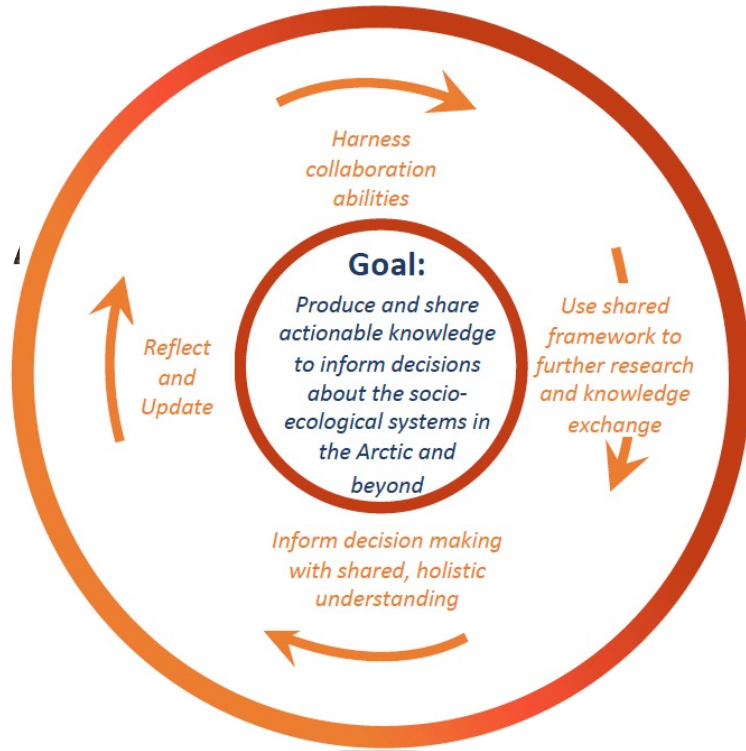 Harness
collaboration
abilities
Goal:
Produce and share
actionable knowledge
to inform decisions
about the socio-
ecological systems in
the Arctic and
beyond
Use shared
framework to
further research
and knowledge
exchange
Inform decision making
with shared, holistic
understanding
Reflect
and
Update